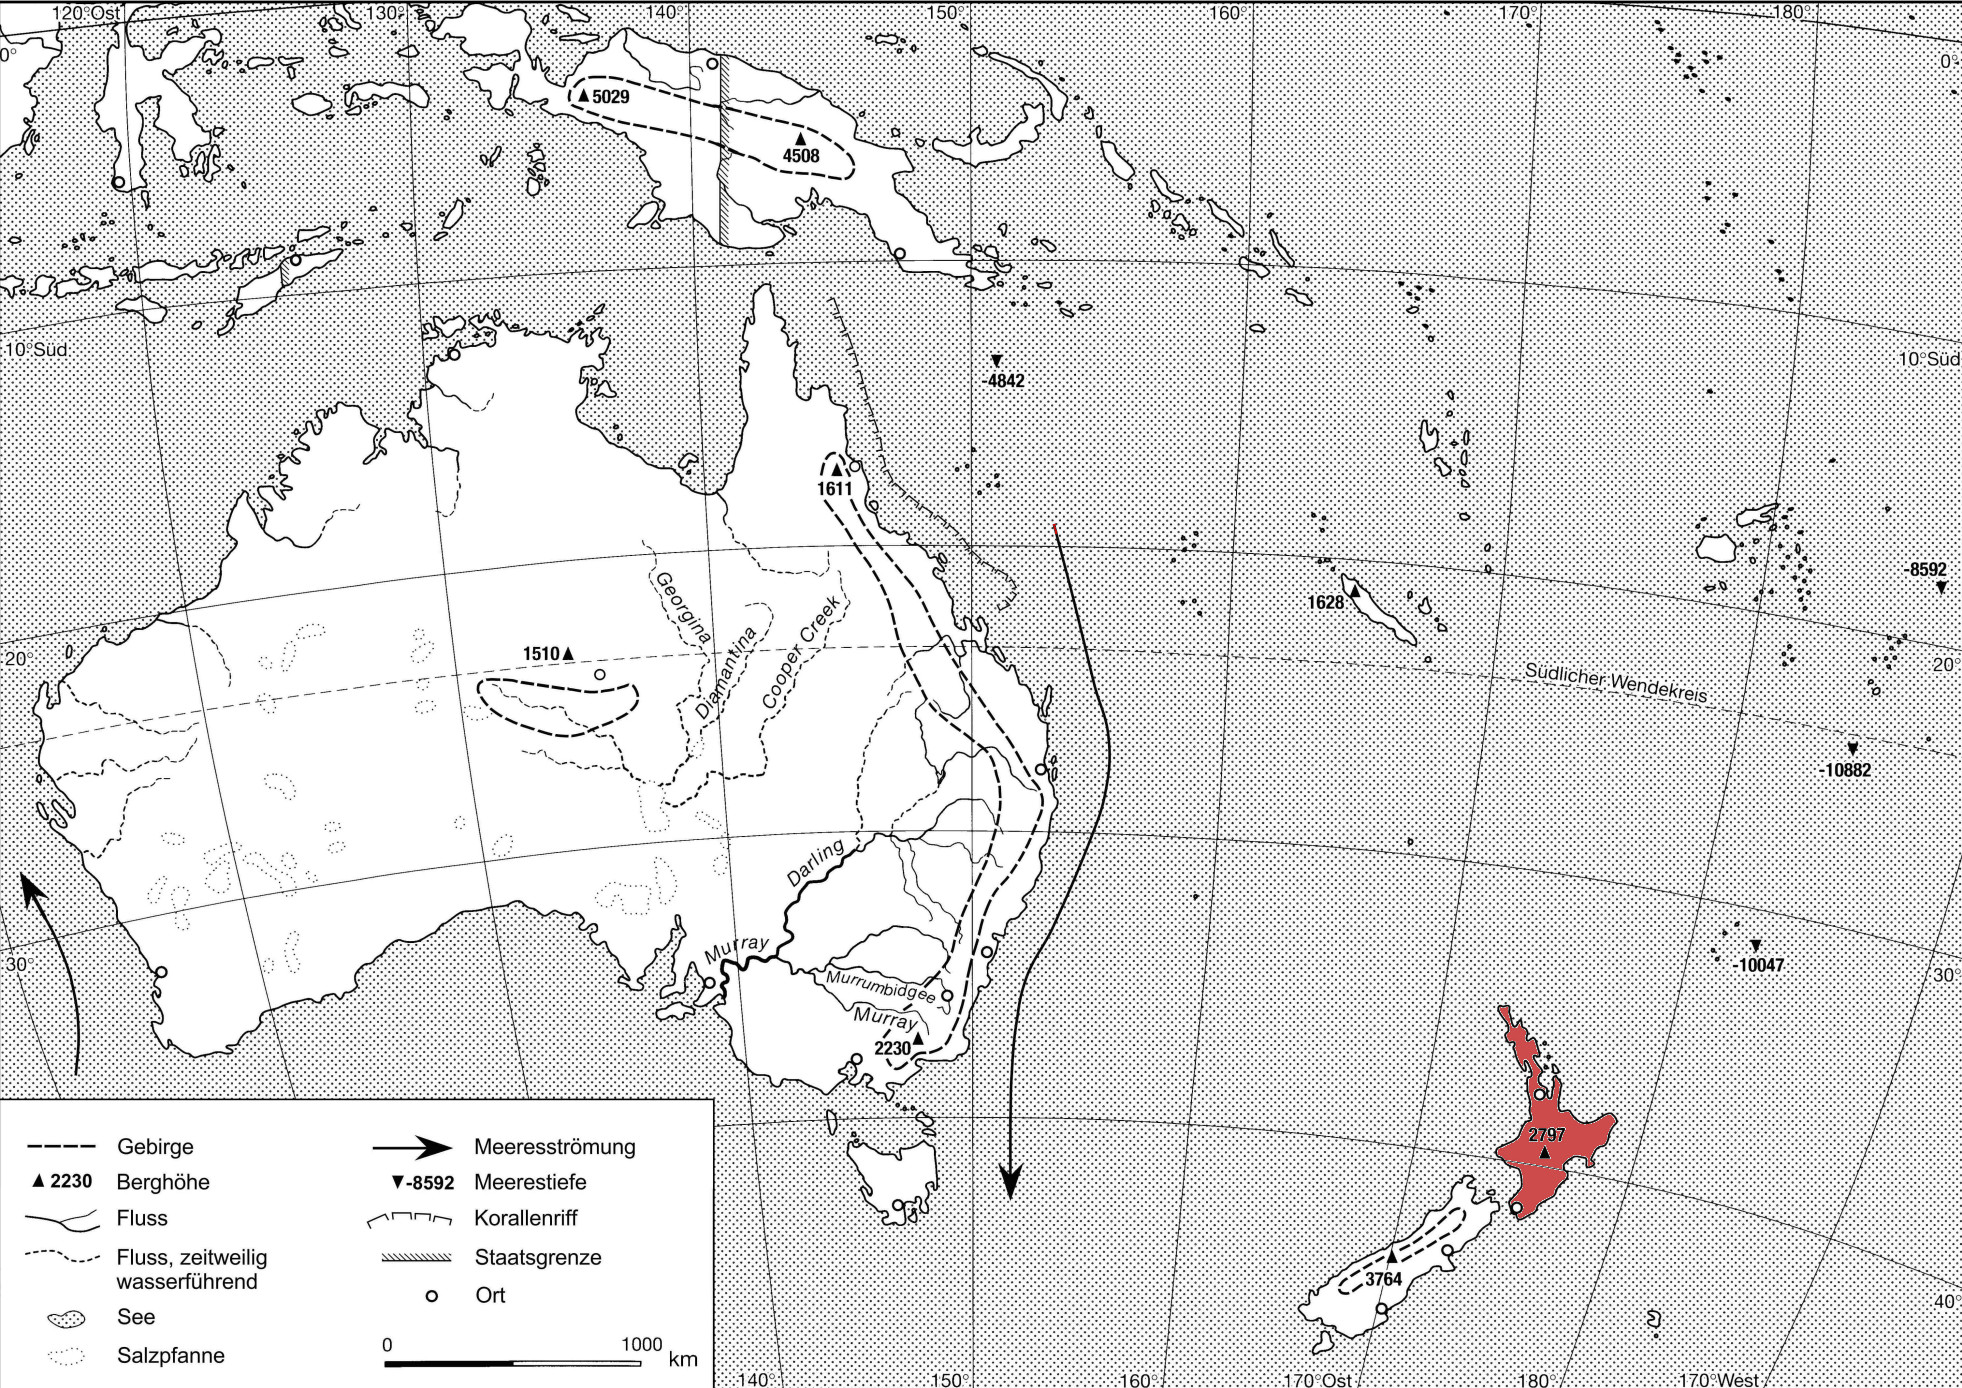 120°Ost
130°
140°
150°
160°
170°
180°
0°
0°
5029
4508
10°Süd
10°Süd
-4842
1611
-8592
1628
Georgina
Diamantina
Cooper Creek
1510
20°
20°
Südlicher Wendekreis
-10882
Darling
Murray
Murrumbidgee
Murray
2230
30°
30°
-10047
2797
3764
40°
Gebirge
2230 Berghöhe
Fluss
Fluss, zeitweilig
wasserführend
See
Salzpfanne
Meeresströmung
-8592 Meerestiefe
Korallenriff
Staatsgrenze
Ort
0 1000 km
140°
150°
160°
170°Ost
180°
170°West